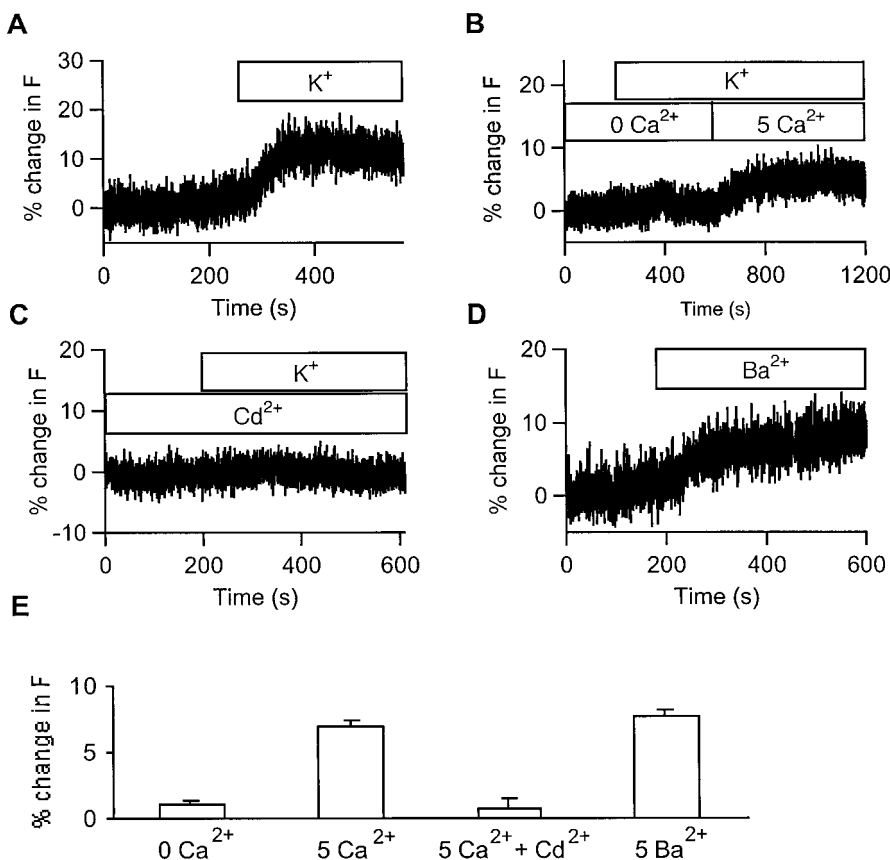 A
% change in F
30
20
10
0
K+
0 200 400
Time (s)
B
% change in F
20
10
0
K+
0 Ca2+ 5 Ca2+
0 400 800 1200
Time (s)
C
% change in F
20
10
0
-10
K+
Cd2+
0 200 400 600
Time (s)
D
% change in F
20
10
0
Ba2+
0 200 400 600
Time (s)
E
% change in F
10
5
0
0 Ca2+ 5 Ca2+ 5 Ca2+ + Cd2+ 5 Ba2+